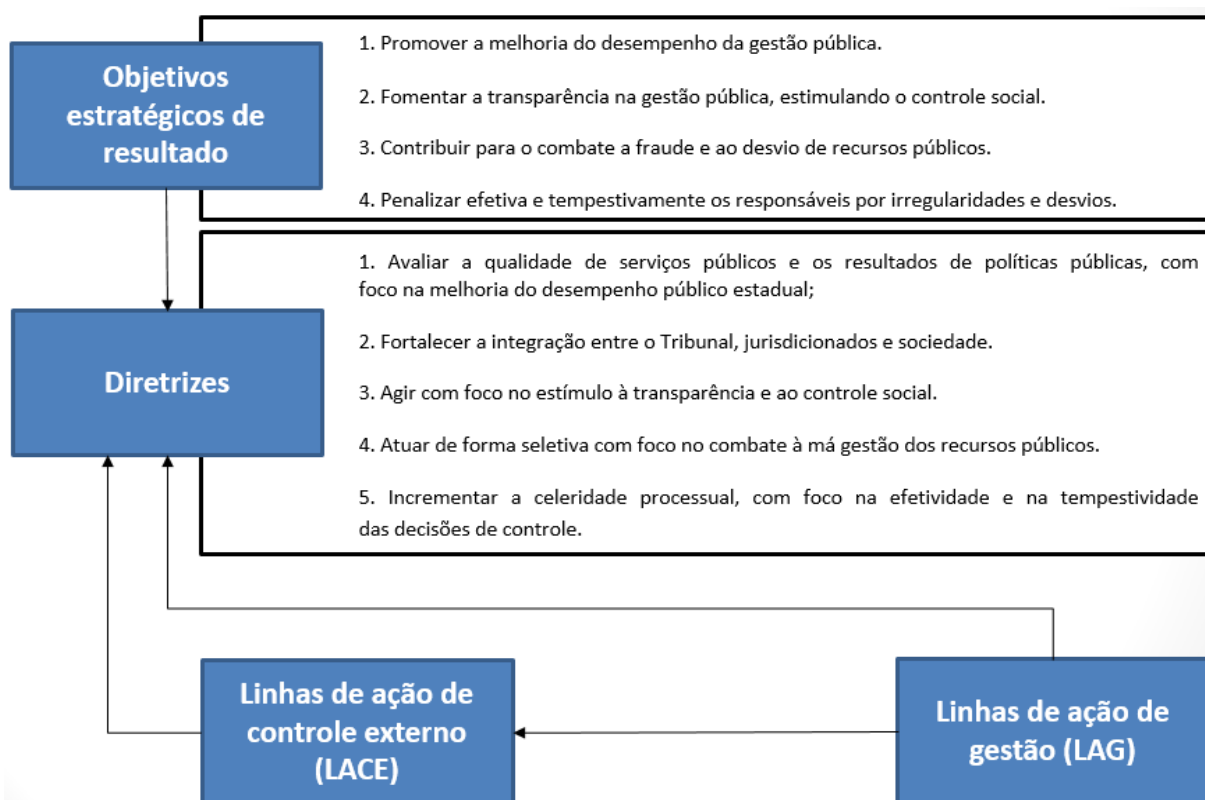 Objetivos
estratégicos de
resultado
1. Promover a melhoria do desempenho da gestão pública.
2. Fomentar a transparência na gestão pública, estimulando o controle social.
3. Contribuir para o combate a fraude e ao desvio de recursos públicos.
4. Penalizar efetiva e tempestivamente os responsáveis por irregularidades e desvios.
Diretrizes
1. Avaliar a qualidade de serviços públicos e os resultados de políticas públicas, com
foco na melhoria do desempenho público estadual;
2. Fortalecer a integração entre o Tribunal, jurisdicionados e sociedade.
3. Agir com foco no estímulo à transparência e ao controle social.
4. Atuar de forma seletiva com foco no combate à má gestão dos recursos públicos.
5. Incrementar a celeridade processual, com foco na efetividade e na tempestividade
das decisões de controle.
Linhas de ação de
controle externo
(LACE)
Linhas de ação de
gestão (LAG)